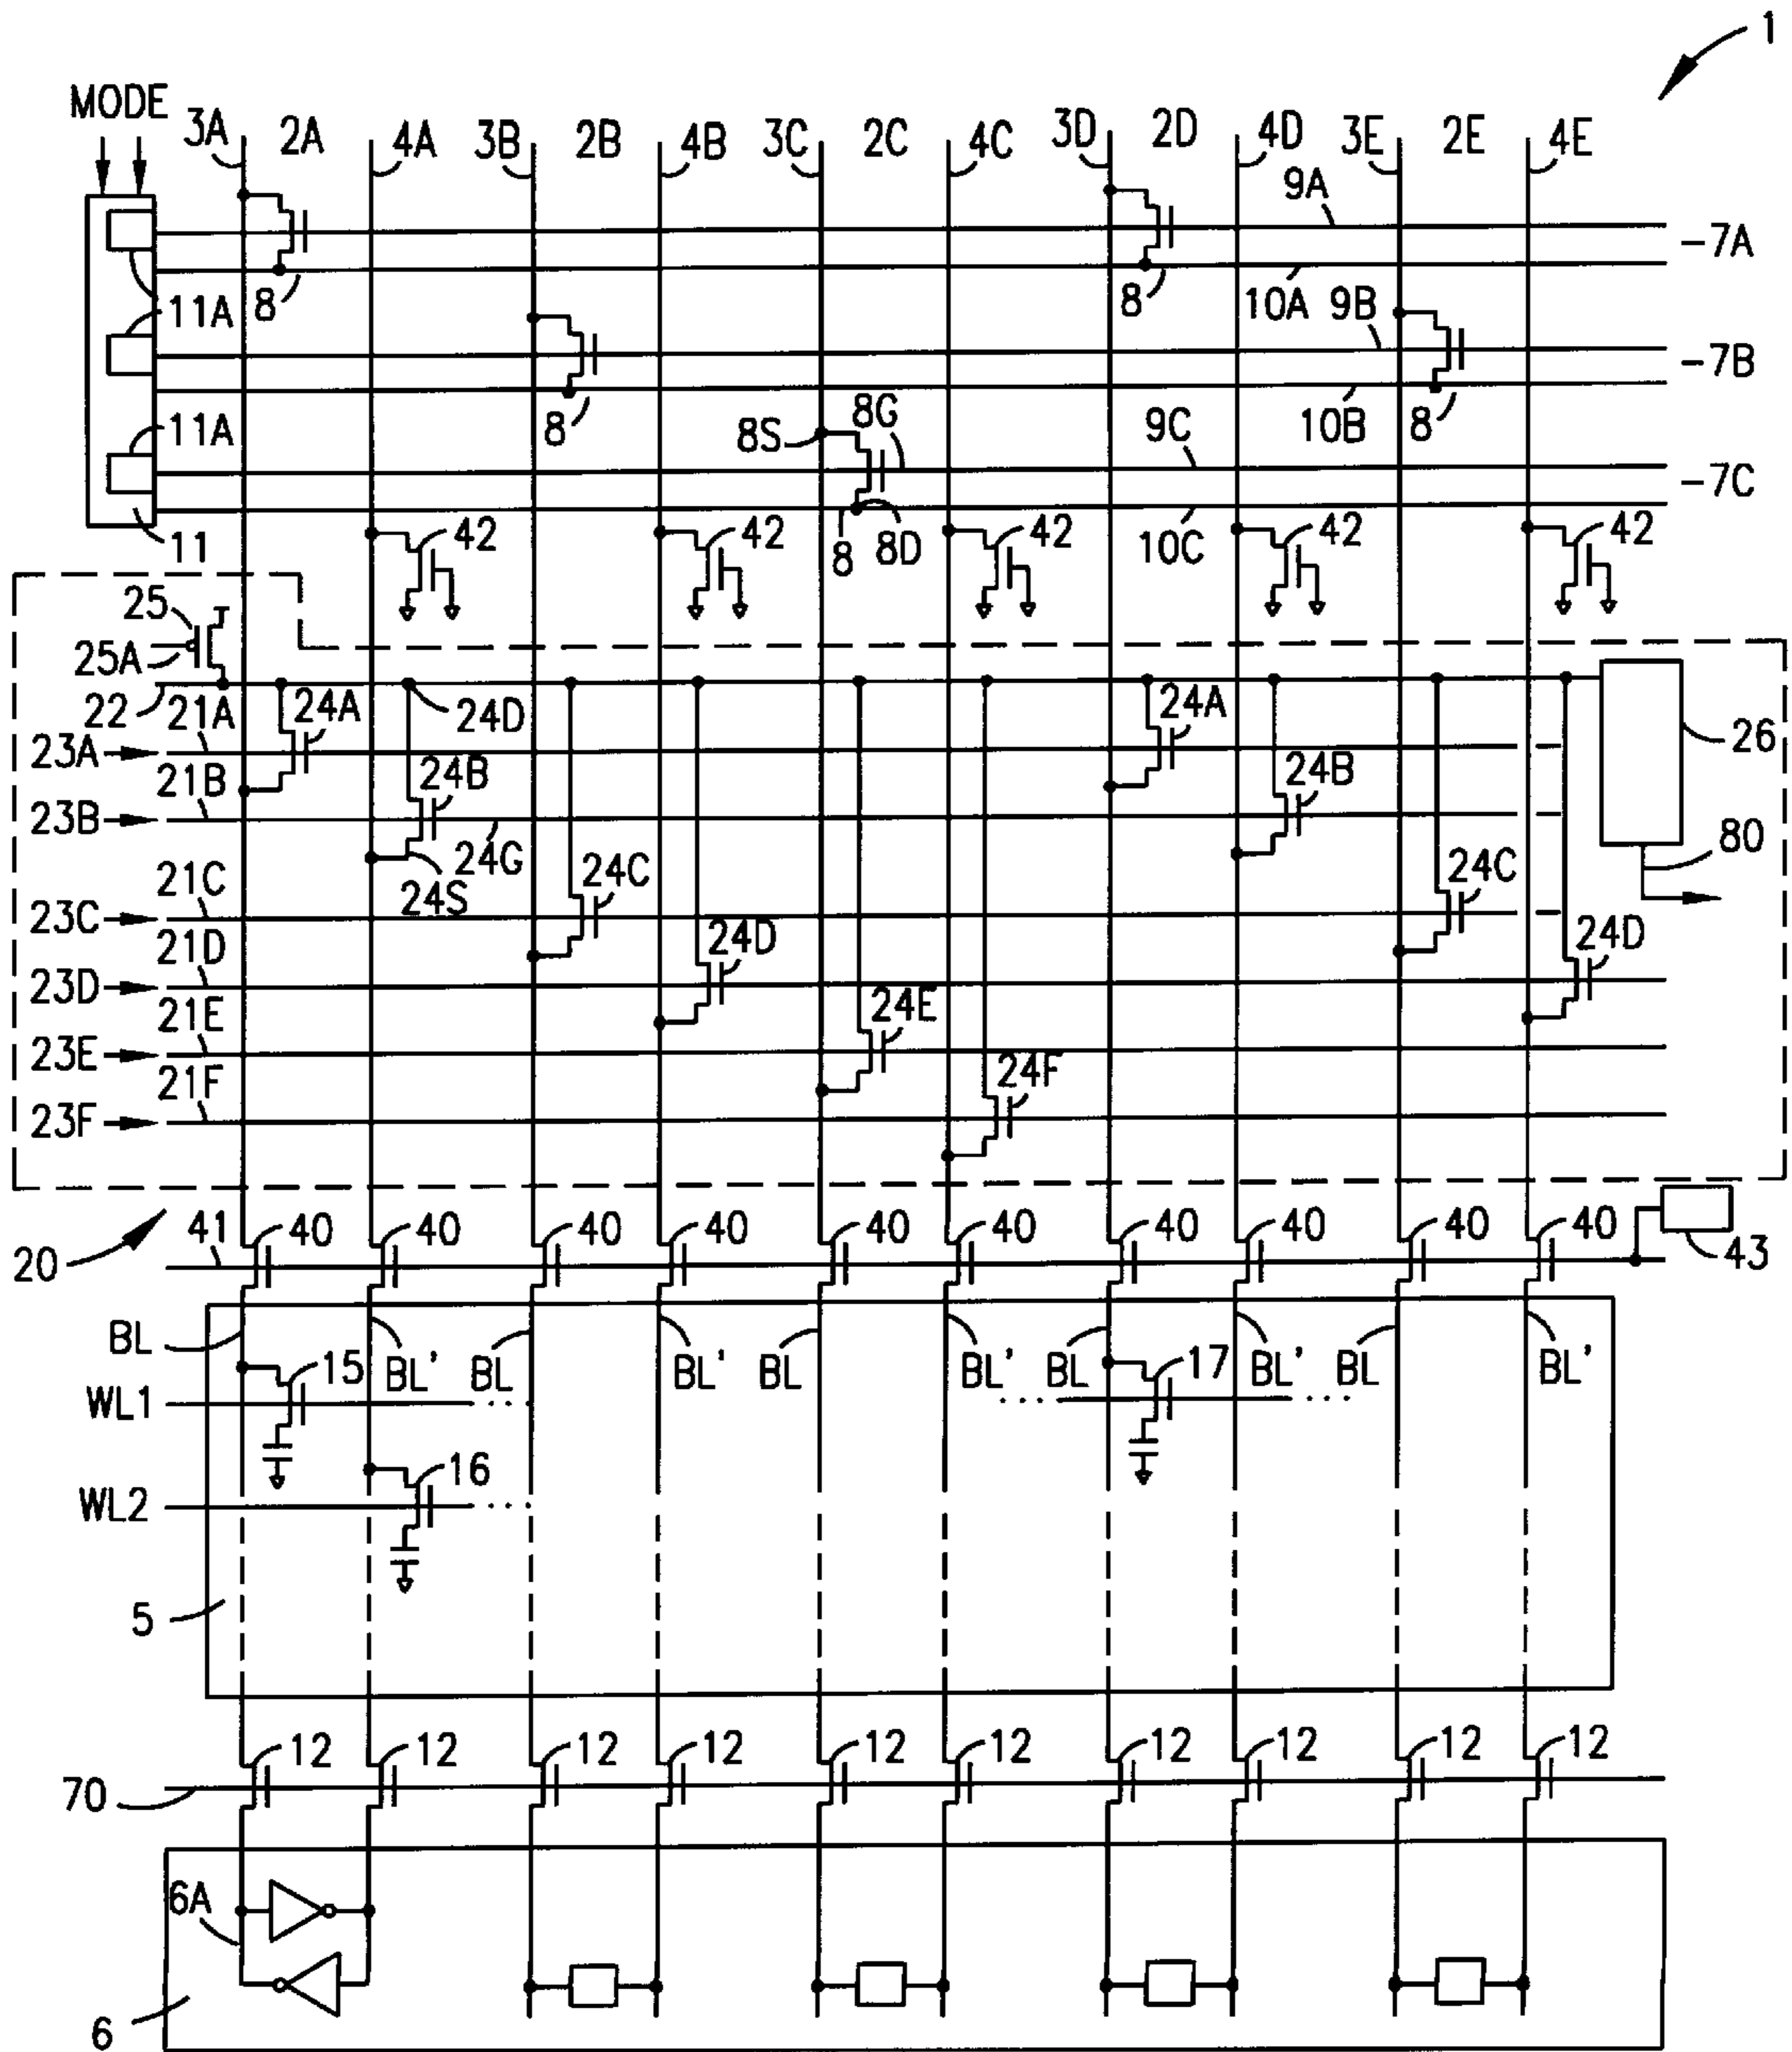 1
MODE
3A 2A 4A 3B 2B 4B 3C 2C 4C 3D 2D 4D 3E 2E 4E
9A
-7A
11A 8 8 10A 9B
-7B
11A 8 8S 8G 9C 10B 8
-7C
11 42 42 8 8D 42 10C 42 42
25
25A
22 21A 24A 24D 24A 26
23A
21B 24B 24B
23B 80
24G
21C 24S 24C 24C
23C
21D 24D 24D
23D
21E 24E
23E
21F 24F
23F
20 41 40 40 40 40 40 40 40 40 40 40 43
BL 15 BL' BL BL' BL BL' BL 17 BL' BL BL'
WL1
16
WL2
5
12 12 12 12 12 12 12 12 12 12
70
6A
6